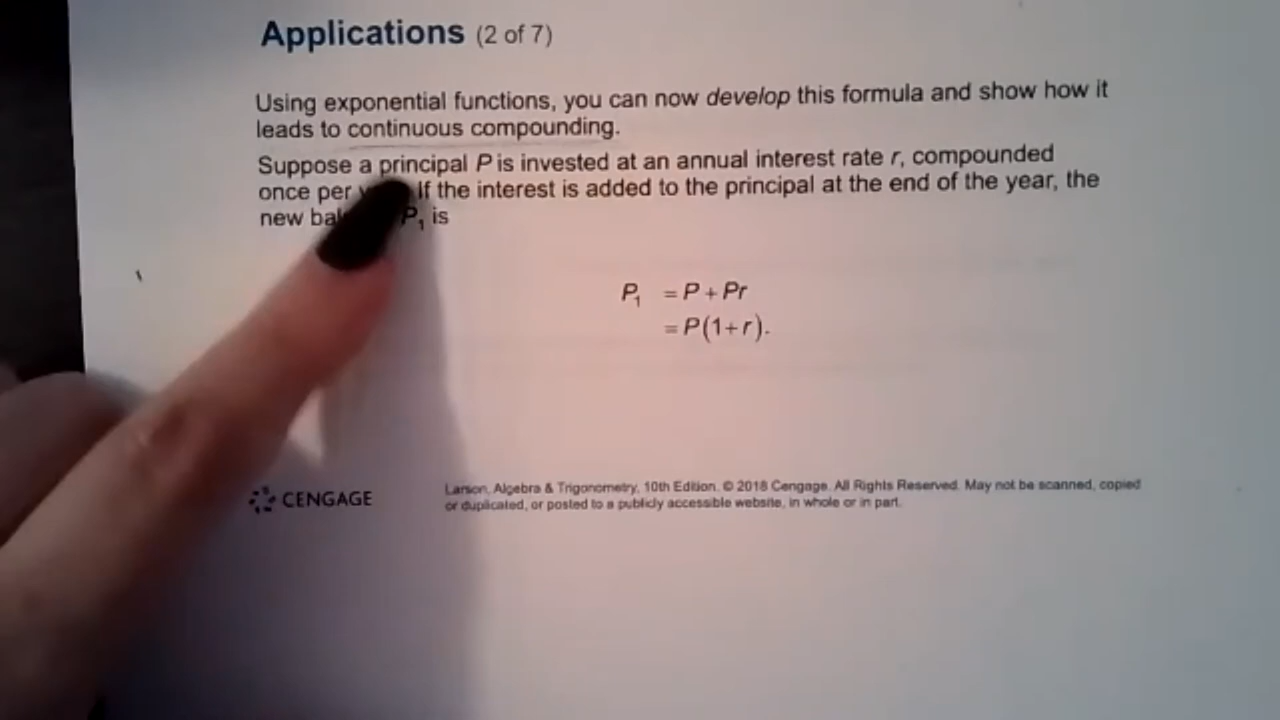 Applications (2 of 7)
Using exponential functions, you can now develop this formula and show how it
leads to continuous compounding.
Suppose a principal P is invested at an annual interest rate r, compounded
once per If the interest is added to the principal at the end of the year, the
new P₁ is
P₁ = P + Pr
= P(1+r).
CENGAGE
Larson, Algebra & Trigonometry, 10th Edition. © 2018 Cengage. All Rights Reserved. May not be scanned, copied
or duplicated, or posted to a publicly accessible website, in whole or in part.